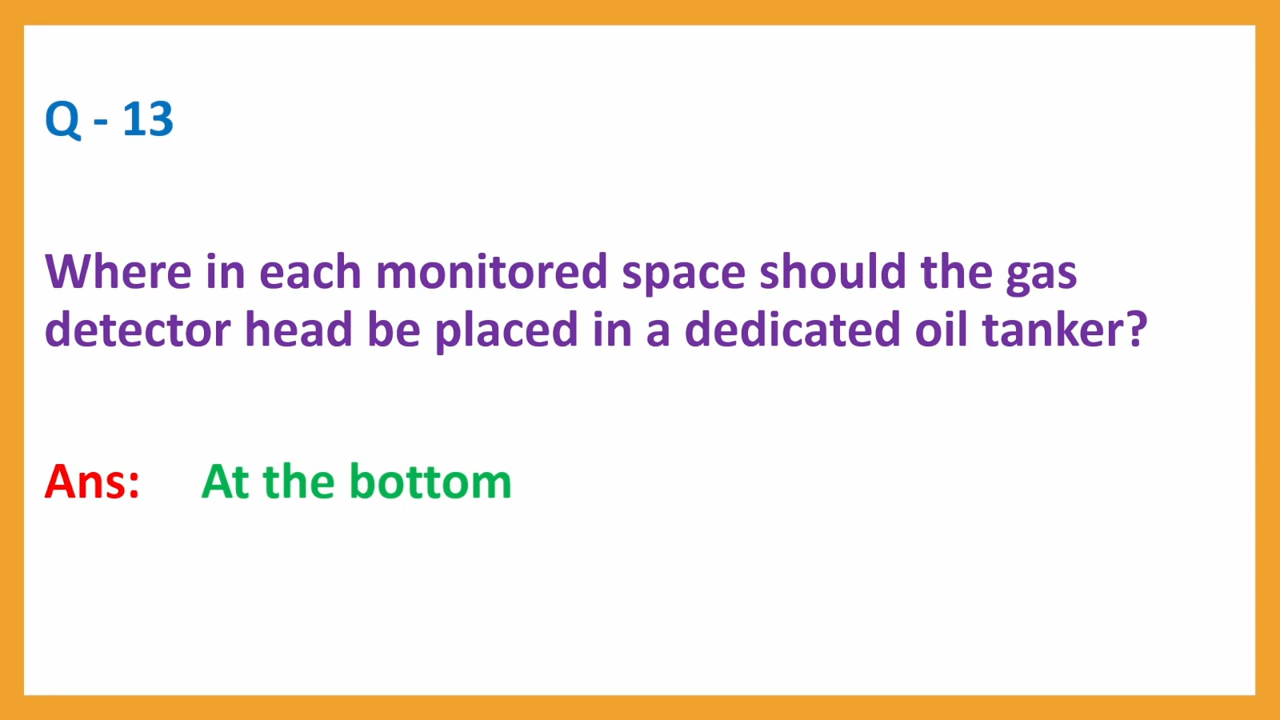 Q - 13
Where in each monitored space should the gas
detector head be placed in a dedicated oil tanker?
Ans: At the bottom